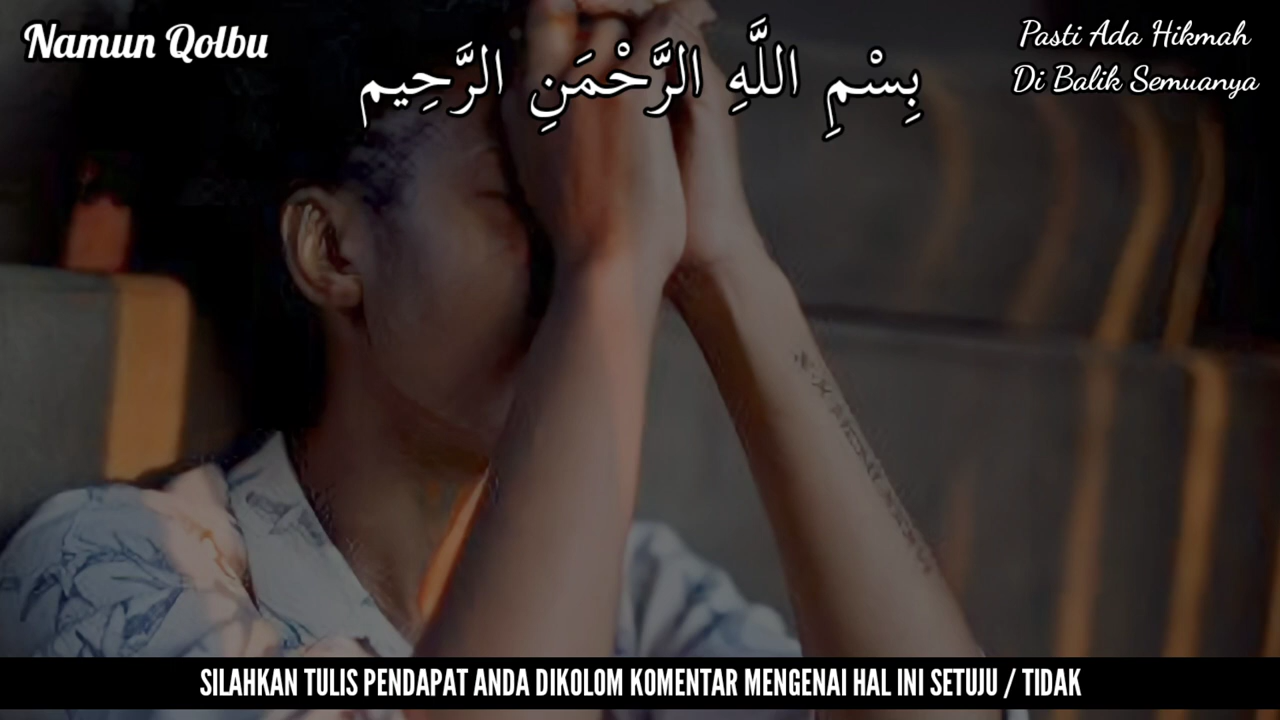 Namun Qolbu
بِسْمِ اللَّهِ الرَّحْمَنِ الرَّحِيم
Pasti Ada Hikmah
Di Balik Semuanya
SILAHKAN TULIS PENDAPAT ANDA DIKOLOM KOMENTAR MENGENAI HAL INI SETUJU / TIDAK